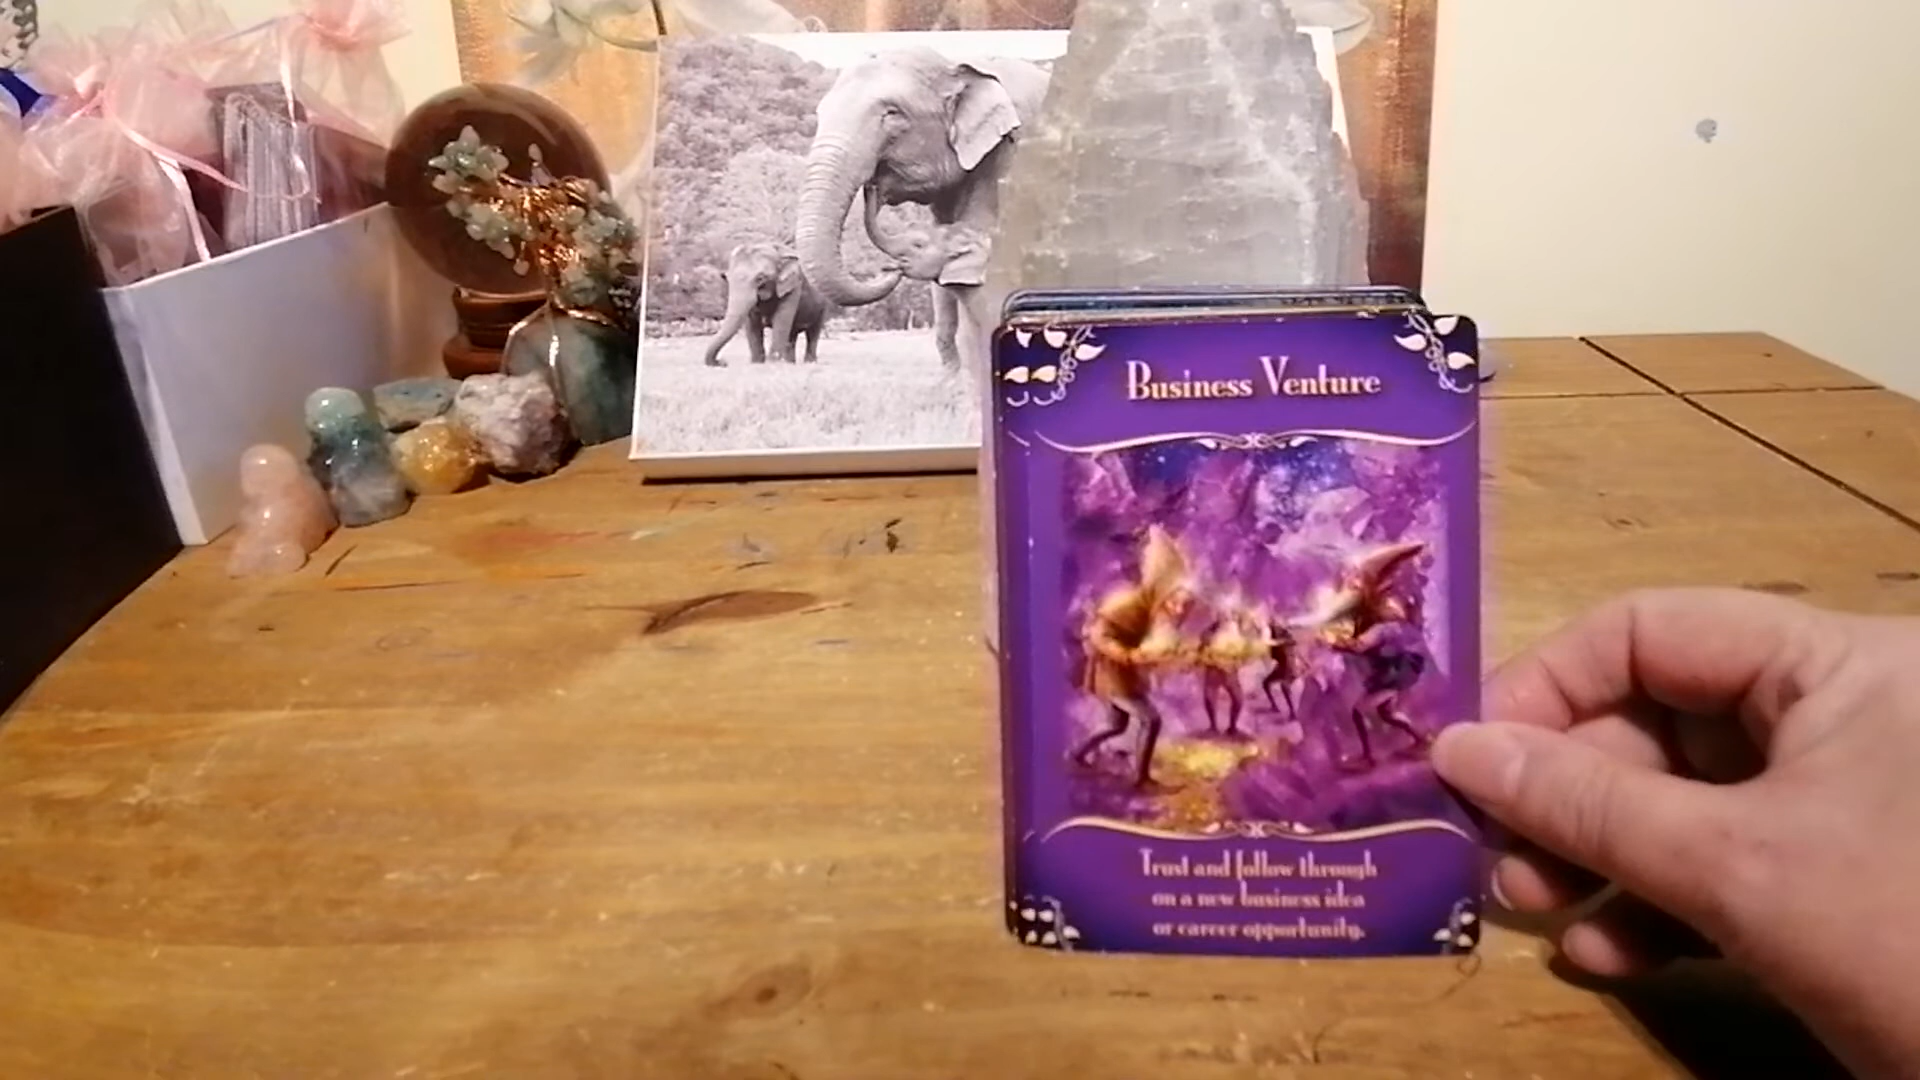 Business Venture
Trust and follow through
on a new business idea
or career opportunity.